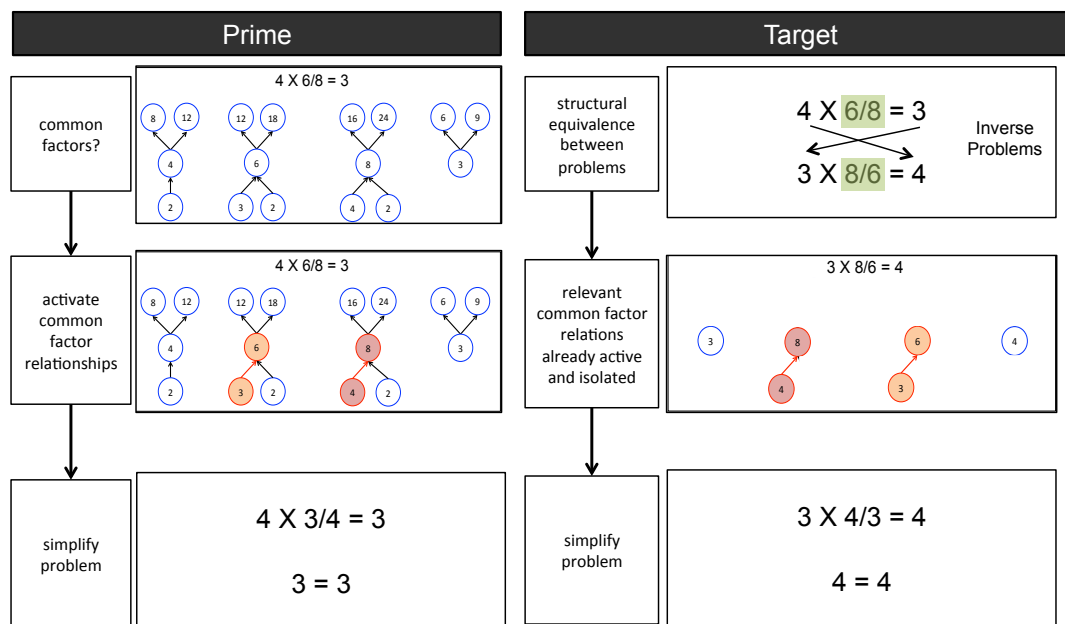 Prime
common
factors?
4 X 6/8 = 3
8 12 12 18 16 24 6 9
4 6 8 3
2 3 2 4 2
activate
common
factor
relationships
4 X 6/8 = 3
8 12 12 18 16 24 6 9
4 6 8 3
2 3 2 4 2
simplify
problem
4 X 3/4 = 3
3 = 3
Target
structural
equivalence
between
problems
4 X 6/8 = 3
3 X 8/6 = 4
Inverse
Problems
relevant
common factor
relations
already active
and isolated
3 X 8/6 = 4
3 8 6 4
4 3
simplify
problem
3 X 4/3 = 4
4 = 4